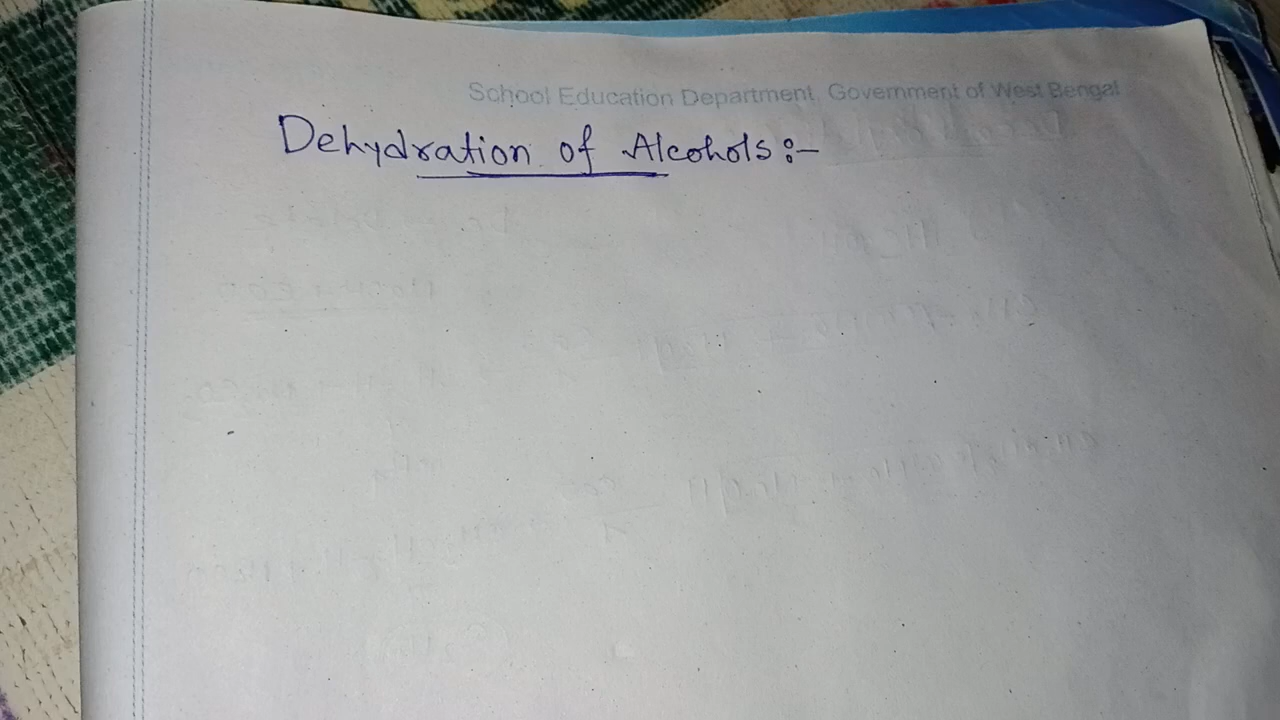 School Education Department, Government of West Bengal
Dehydration of Alcohols:-